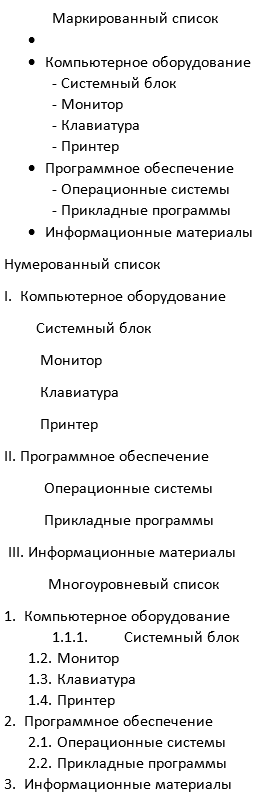 Маркированный список
•
• Компьютерное оборудование
- Системный блок
- Монитор
- Клавиатура
- Принтер
• Программное обеспечение
- Операционные системы
- Прикладные программы
• Информационные материалы
Нумерованный список
I. Компьютерное оборудование
Системный блок
Монитор
Клавиатура
Принтер
II. Программное обеспечение
Операционные системы
Прикладные программы
III. Информационные материалы
Многоуровневый список
1. Компьютерное оборудование
1.1.1. Системный блок
1.2. Монитор
1.3. Клавиатура
1.4. Принтер
2. Программное обеспечение
2.1. Операционные системы
2.2. Прикладные программы
3. Информационные материалы